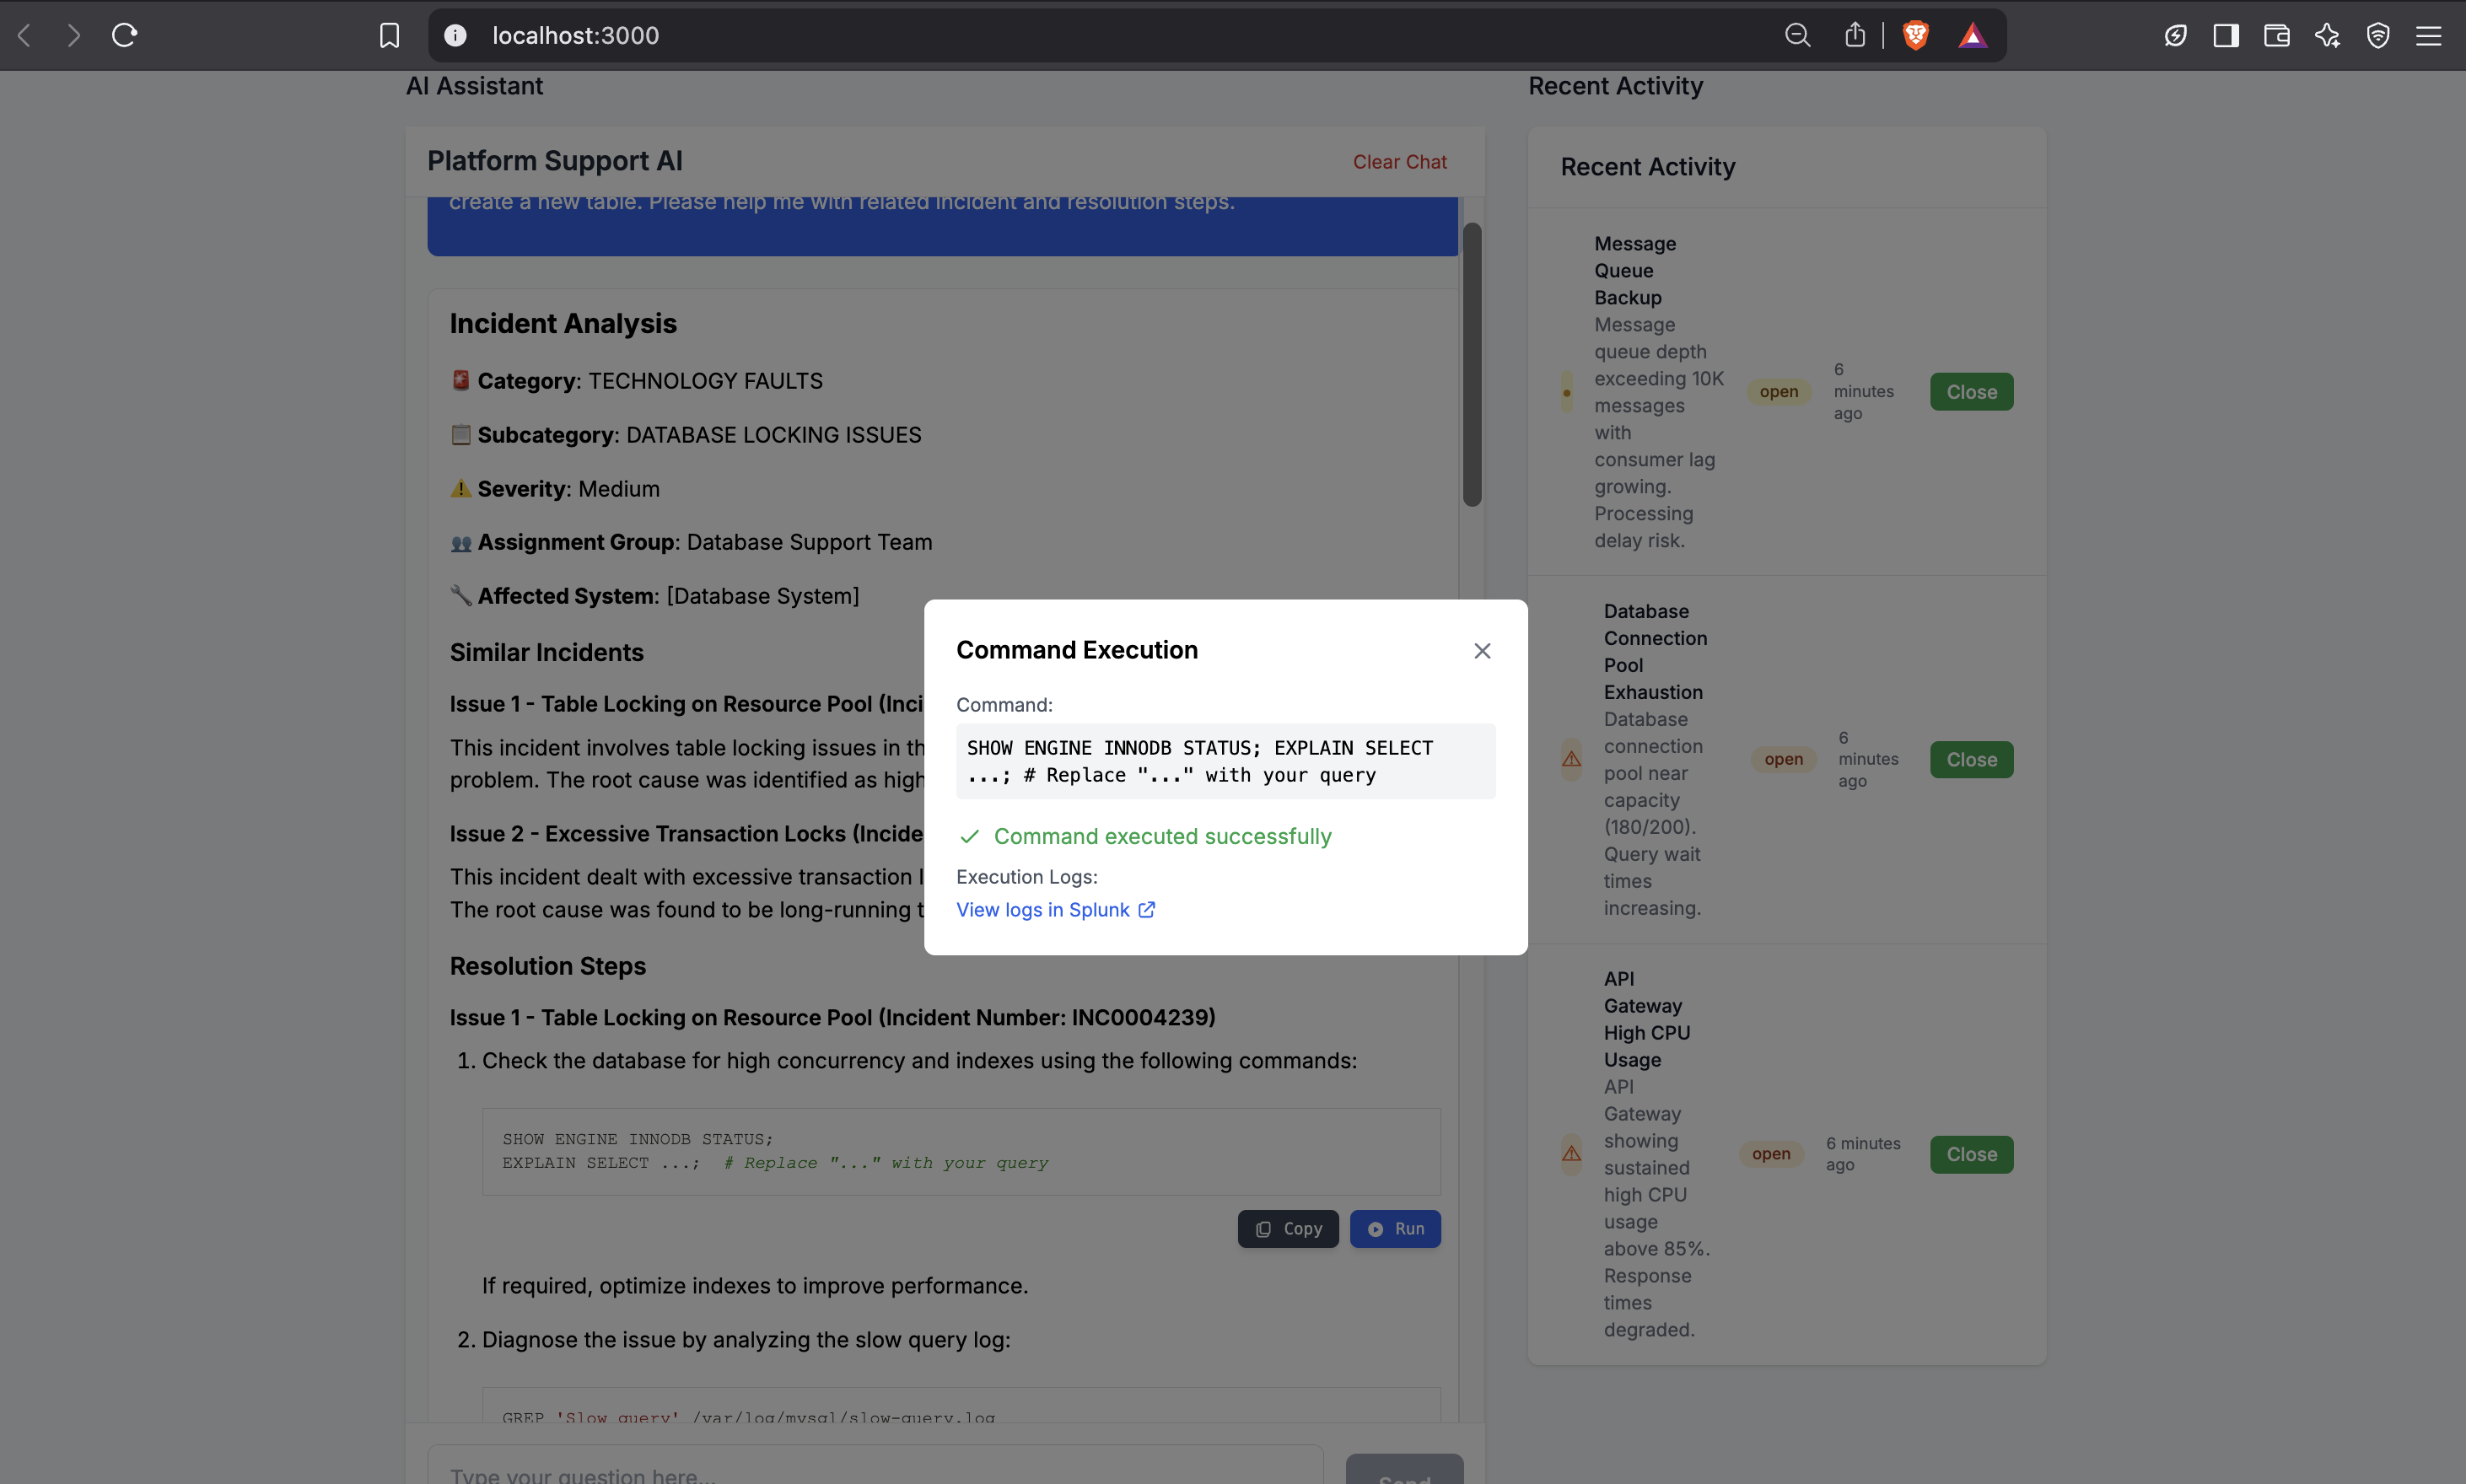 localhost:3000
AI Assistant
Platform Support AI
Clear Chat
create a new table. Please help me with related incident and resolution steps.
Incident Analysis
Category: TECHNOLOGY FAULTS
Subcategory: DATABASE LOCKING ISSUES
Severity: Medium
Assignment Group: Database Support Team
Affected System: [Database System]
Similar Incidents
Issue 1 - Table Locking on Resource Pool (Inci
This incident involves table locking issues in th
problem. The root cause was identified as high
Issue 2 - Excessive Transaction Locks (Incide
This incident dealt with excessive transaction l
The root cause was found to be long-running t
Resolution Steps
Issue 1 - Table Locking on Resource Pool (Incident Number: INC0004239)
1. Check the database for high concurrency and indexes using the following commands:
SHOW ENGINE INNODB STATUS;
EXPLAIN SELECT ...; # Replace "..." with your query
Copy
Run
If required, optimize indexes to improve performance.
2. Diagnose the issue by analyzing the slow query log:
GREP 'Slow query' /var/log/mysql/slow-query.log
Type your question here...
Send
Command Execution
Command:
SHOW ENGINE INNODB STATUS; EXPLAIN SELECT
...; # Replace "..." with your query
Command executed successfully
Execution Logs:
View logs in Splunk
Recent Activity
Recent Activity
Message
Queue
Backup
Message
queue depth
exceeding 10K
messages
with
consumer lag
growing.
Processing
delay risk.
open
6
minutes
ago
Close
Database
Connection
Pool
Exhaustion
Database
connection
pool near
capacity
(180/200).
Query wait
times
increasing.
open
6
minutes
ago
Close
API
Gateway
High CPU
Usage
API
Gateway
showing
sustained
high CPU
usage
above 85%.
Response
times
degraded.
open
6 minutes
ago
Close